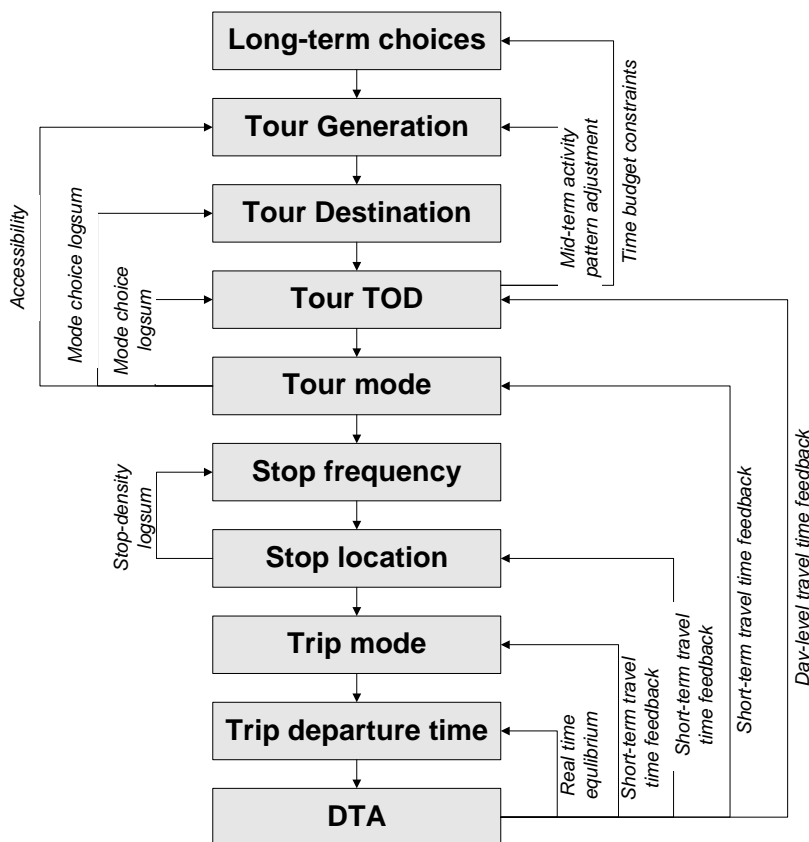 Long-term choices
Tour Generation
Tour Destination
Tour TOD
Tour mode
Stop frequency
Stop location
Trip mode
Trip departure time
DTA
Accessibility
Mode choice logsum
Mode choice
logsum
Stop-density
logsum
Mid-term activity
pattern adjustment
Time budget constraints
Real time
equlibrium
Short-term travel
time feedback
Short-term travel
time feedback
Short-term travel time feedback
Day-level travel time feedback